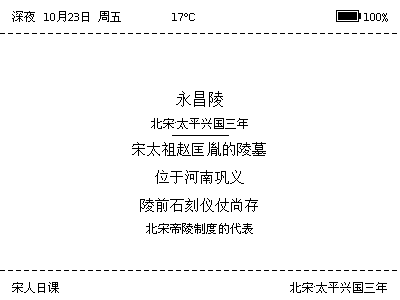 深夜 10月23日 周五 17°C 100%
永昌陵
北宋·太平兴国三年
宋太祖赵匡胤的陵墓
位于河南巩义
陵前石刻仪仗尚存
北宋帝陵制度的代表
宋人日课 北宋·太平兴国三年